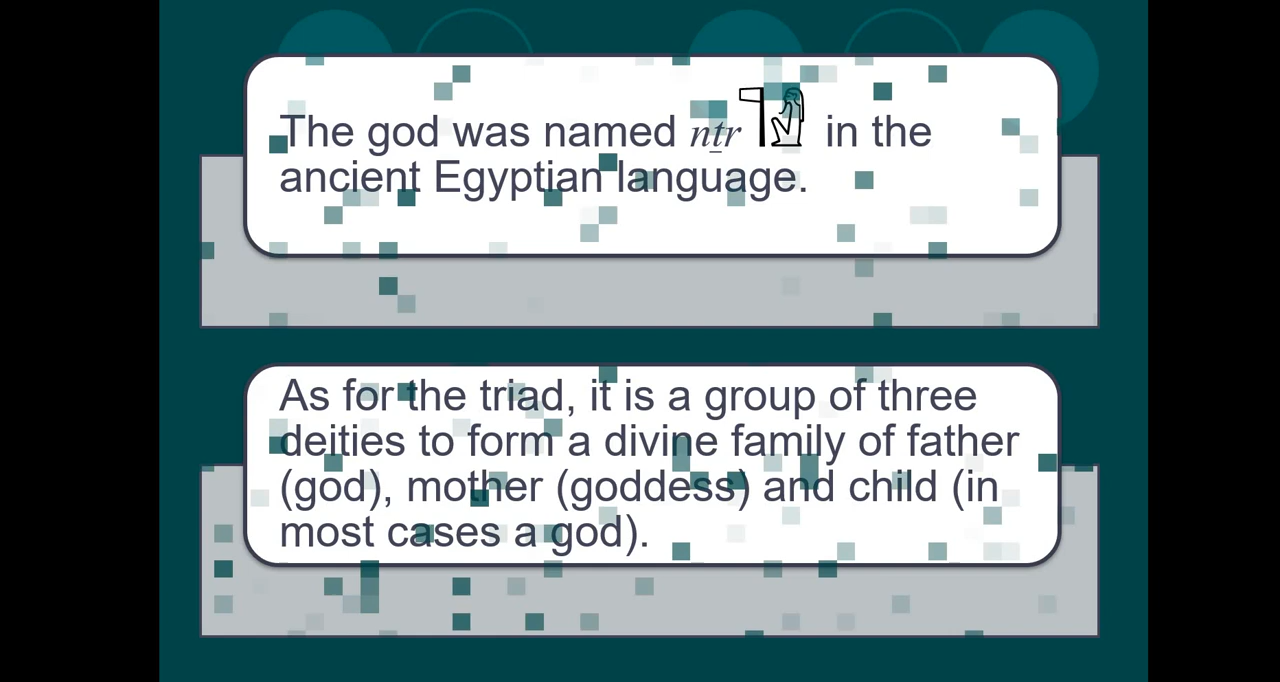 The god was named nṯr 𓊹𓀭 in the
ancient Egyptian language.
As for the triad, it is a group of three
deities to form a divine family of father
(god), mother (goddess) and child (in
most cases a god).